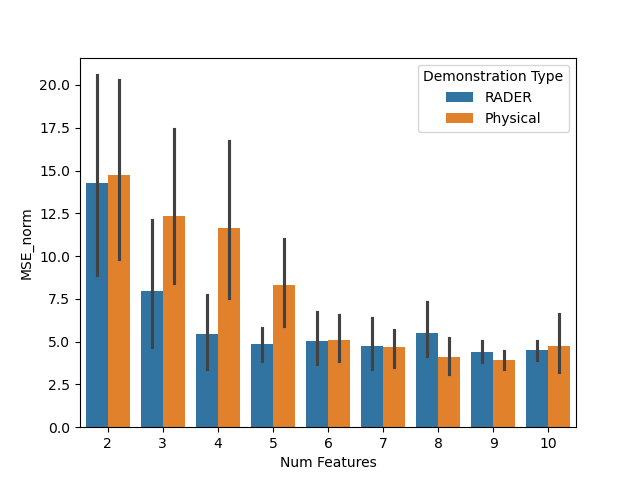 Demonstration Type
RADER
Physical
MSE_norm
20.0
17.5
15.0
12.5
10.0
7.5
5.0
2.5
0.0
2 3 4 5 6 7 8 9 10
Num Features